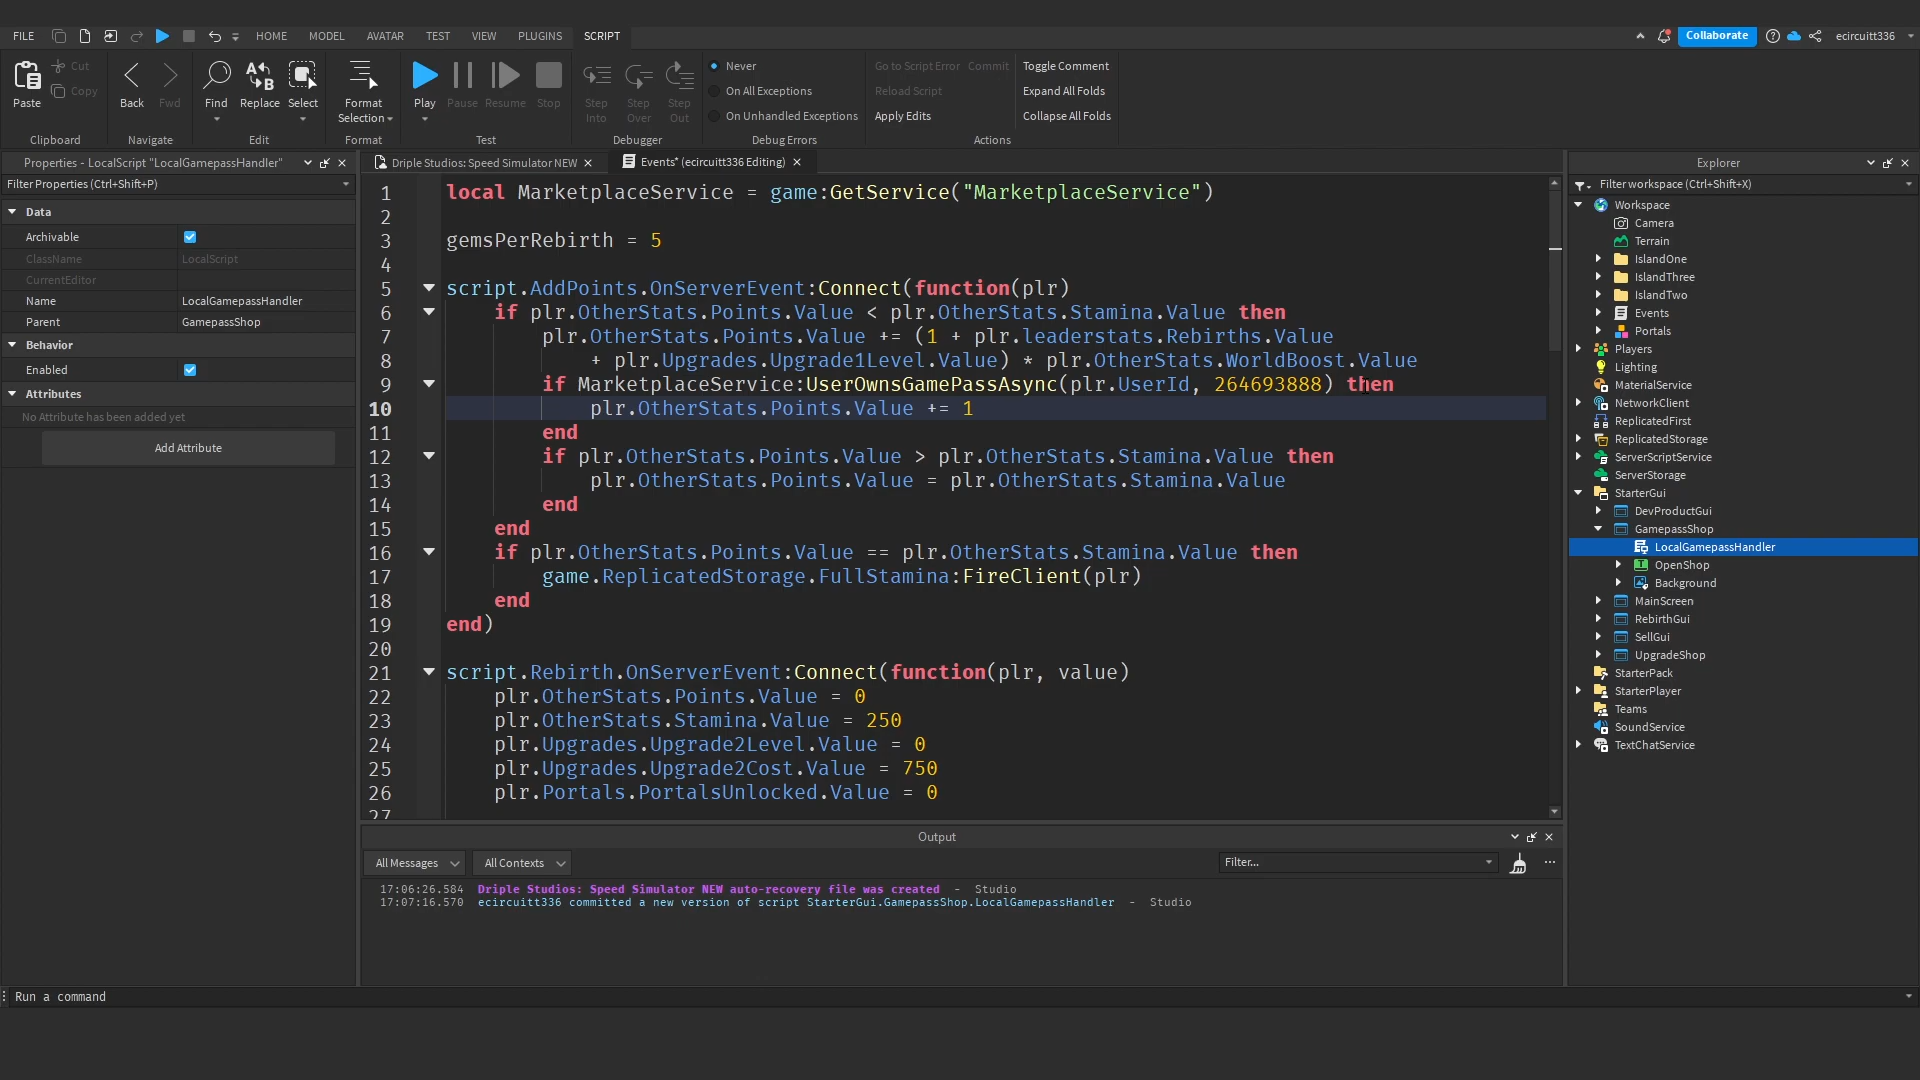 FILE HOME MODEL AVATAR TEST VIEW PLUGINS SCRIPT Collaborate ecircuitt336
Paste Cut Copy Clipboard
Back Fwd Navigate
Find Replace Select Edit
Format Selection Format
Play Pause Resume Stop Test
Step Into Step Over Step Out Debugger
Never
On All Exceptions
On Unhandled Exceptions
Debug Errors
Go to Script Error Commit
Reload Script
Apply Edits
Toggle Comment
Expand All Folds
Collapse All Folds
Actions
Properties - LocalScript "LocalGamepassHandler"
Filter Properties (Ctrl+Shift+P)
Data
Archivable
ClassName LocalScript
CurrentEditor
Name LocalGamepassHandler
Parent GamepassShop
Behavior
Enabled
Attributes
No Attribute has been added yet
Add Attribute
Driple Studios: Speed Simulator NEW Events* (ecircuitt336 Editing)
1 local MarketplaceService = game:GetService("MarketplaceService")
2
3 gemsPerRebirth = 5
4
5 script.AddPoints.OnServerEvent:Connect(function(plr)
6 if plr.OtherStats.Points.Value < plr.OtherStats.Stamina.Value then
7 plr.OtherStats.Points.Value += (1 + plr.leaderstats.Rebirths.Value
8 + plr.Upgrades.Upgrade1Level.Value) * plr.OtherStats.WorldBoost.Value
9 if MarketplaceService:UserOwnsGamePassAsync(plr.UserId, 264693888) then
10 plr.OtherStats.Points.Value += 1
11 end
12 if plr.OtherStats.Points.Value > plr.OtherStats.Stamina.Value then
13 plr.OtherStats.Points.Value = plr.OtherStats.Stamina.Value
14 end
15 end
16 if plr.OtherStats.Points.Value == plr.OtherStats.Stamina.Value then
17 game.ReplicatedStorage.FullStamina:FireClient(plr)
18 end
19 end)
20
21 script.Rebirth.OnServerEvent:Connect(function(plr, value)
22 plr.OtherStats.Points.Value = 0
23 plr.OtherStats.Stamina.Value = 250
24 plr.Upgrades.Upgrade2Level.Value = 0
25 plr.Upgrades.Upgrade2Cost.Value = 750
26 plr.Portals.PortalsUnlocked.Value = 0
27
Output
All Messages All Contexts Filter...
17:06:26.584 Driple Studios: Speed Simulator NEW auto-recovery file was created - Studio
17:07:16.570 ecircuitt336 committed a new version of script StarterGui.GamepassShop.LocalGamepassHandler - Studio
Explorer
Filter workspace (Ctrl+Shift+X)
Workspace
Camera
Terrain
IslandOne
IslandThree
IslandTwo
Events
Portals
Players
Lighting
MaterialService
NetworkClient
ReplicatedFirst
ReplicatedStorage
ServerScriptService
ServerStorage
StarterGui
DevProductGui
GamepassShop
LocalGamepassHandler
OpenShop
Background
MainScreen
RebirthGui
SellGui
UpgradeShop
StarterPack
StarterPlayer
Teams
SoundService
TextChatService
Run a command